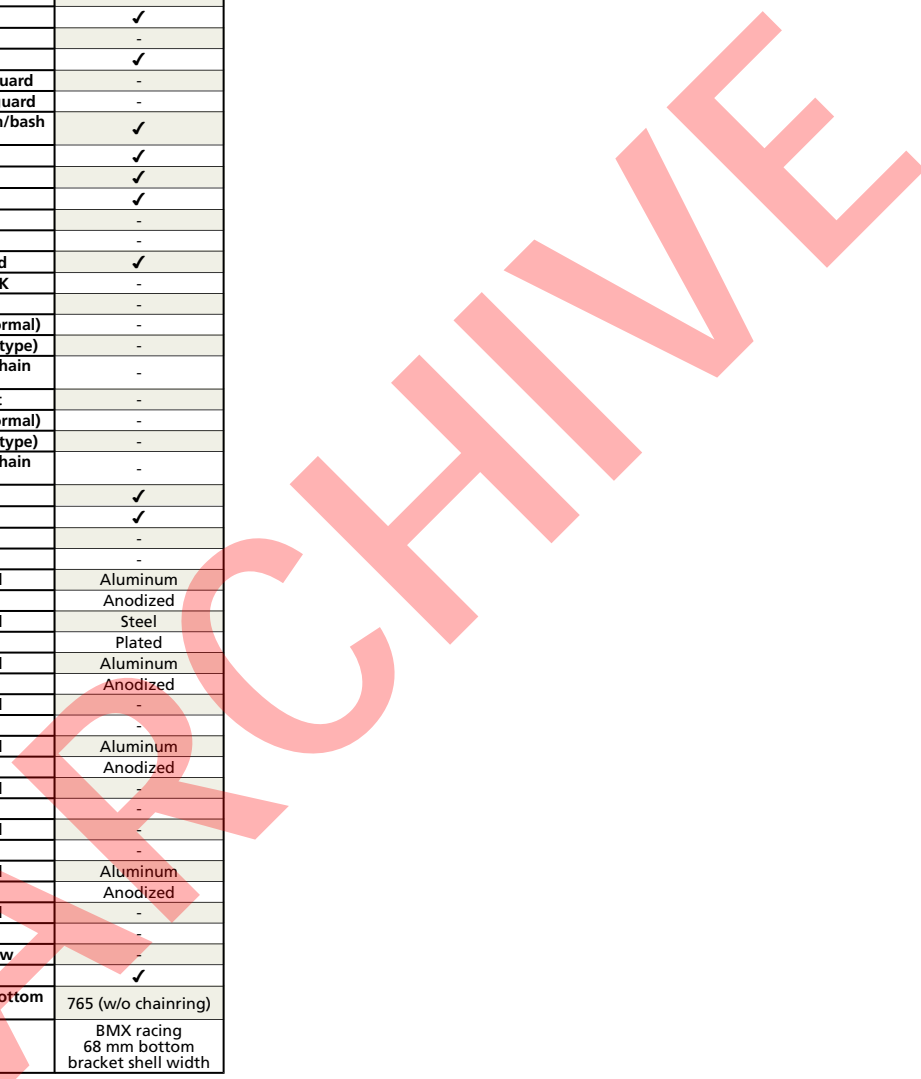 ✓
-
✓
uard -
uard -
/bash ✓
✓
✓
✓
-
-
d ✓
K -
-
rmal) -
type) -
hain -
-
rmal) -
type) -
hain -
✓
✓
-
-
l Aluminum
Anodized
l Steel
Plated
l Aluminum
Anodized
l -
-
l Aluminum
Anodized
l -
-
l -
-
l Aluminum
Anodized
l -
-
w -
✓
ottom 765 (w/o chainring)
BMX racing
68 mm bottom
bracket shell width
ARCHIVE